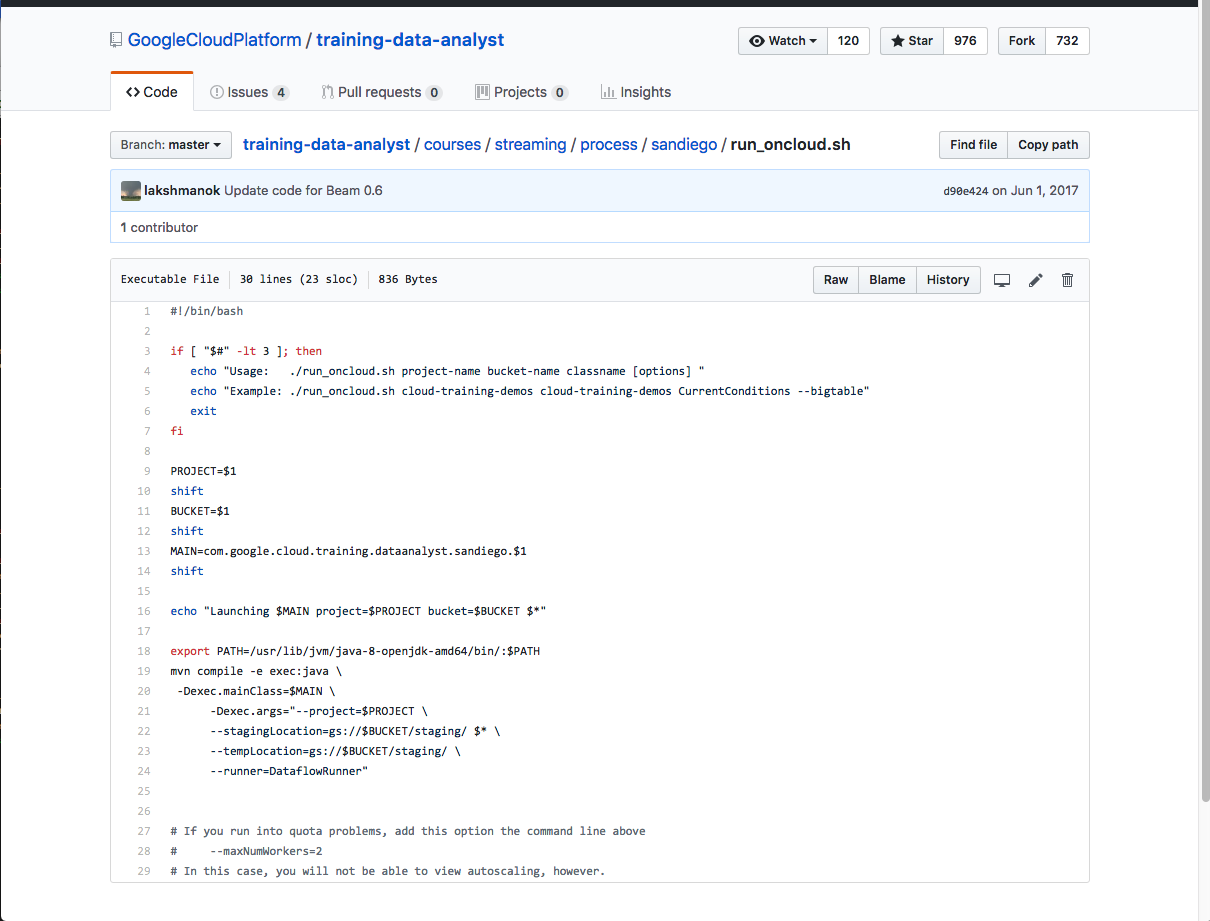 GoogleCloudPlatform / training-data-analyst
Watch 120 Star 976 Fork 732
Code Issues 4 Pull requests 0 Projects 0 Insights
Branch: master training-data-analyst / courses / streaming / process / sandiego / run_oncloud.sh Find file Copy path
lakshmanok Update code for Beam 0.6 d90e424 on Jun 1, 2017
1 contributor
Executable File 30 lines (23 sloc) 836 Bytes Raw Blame History
1 #!/bin/bash
2
3 if [ "$#" -lt 3 ]; then
4 echo "Usage:   ./run_oncloud.sh project-name bucket-name classname [options] "
5 echo "Example: ./run_oncloud.sh cloud-training-demos cloud-training-demos CurrentConditions --bigtable"
6 exit
7 fi
8
9 PROJECT=$1
10 shift
11 BUCKET=$1
12 shift
13 MAIN=com.google.cloud.training.dataanalyst.sandiego.$1
14 shift
15
16 echo "Launching $MAIN project=$PROJECT bucket=$BUCKET $*"
17
18 export PATH=/usr/lib/jvm/java-8-openjdk-amd64/bin/:$PATH
19 mvn compile -e exec:java \
20 -Dexec.mainClass=$MAIN \
21 -Dexec.args="--project=$PROJECT \
22 --stagingLocation=gs://$BUCKET/staging/ $* \
23 --tempLocation=gs://$BUCKET/staging/ \
24 --runner=DataflowRunner"
25
26
27 # If you run into quota problems, add this option the command line above
28 #     --maxNumWorkers=2
29 # In this case, you will not be able to view autoscaling, however.